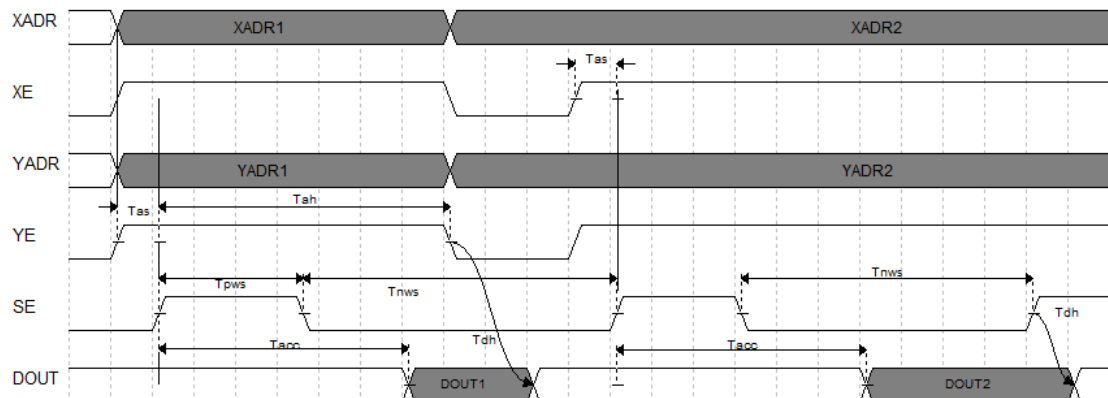 XADR XADR1 XADR2
Tas
XE
YADR YADR1 YADR2
Tas Tah
YE
Tpws Tnws Tnws
SE
Tdh Tdh
Tacc Tacc
DOUT DOUT1 DOUT2